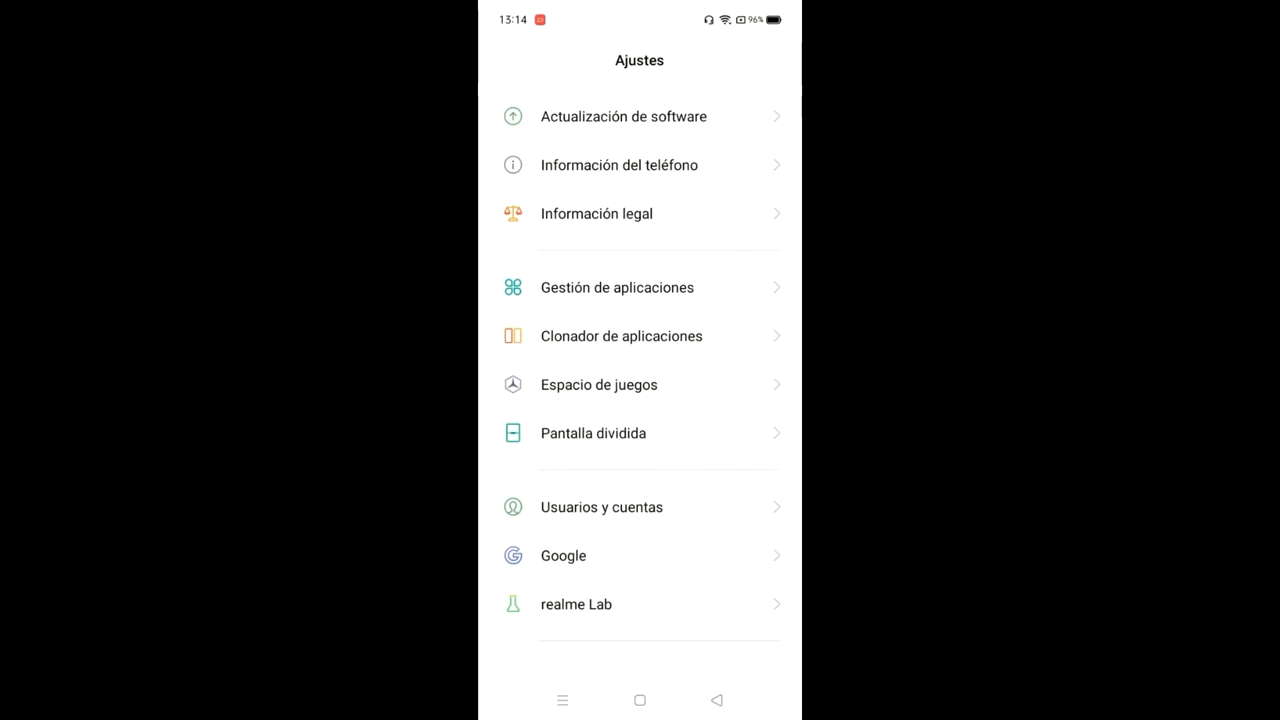 13:14 96%
Ajustes
Actualización de software
Información del teléfono
Información legal
Gestión de aplicaciones
Clonador de aplicaciones
Espacio de juegos
Pantalla dividida
Usuarios y cuentas
Google
realme Lab